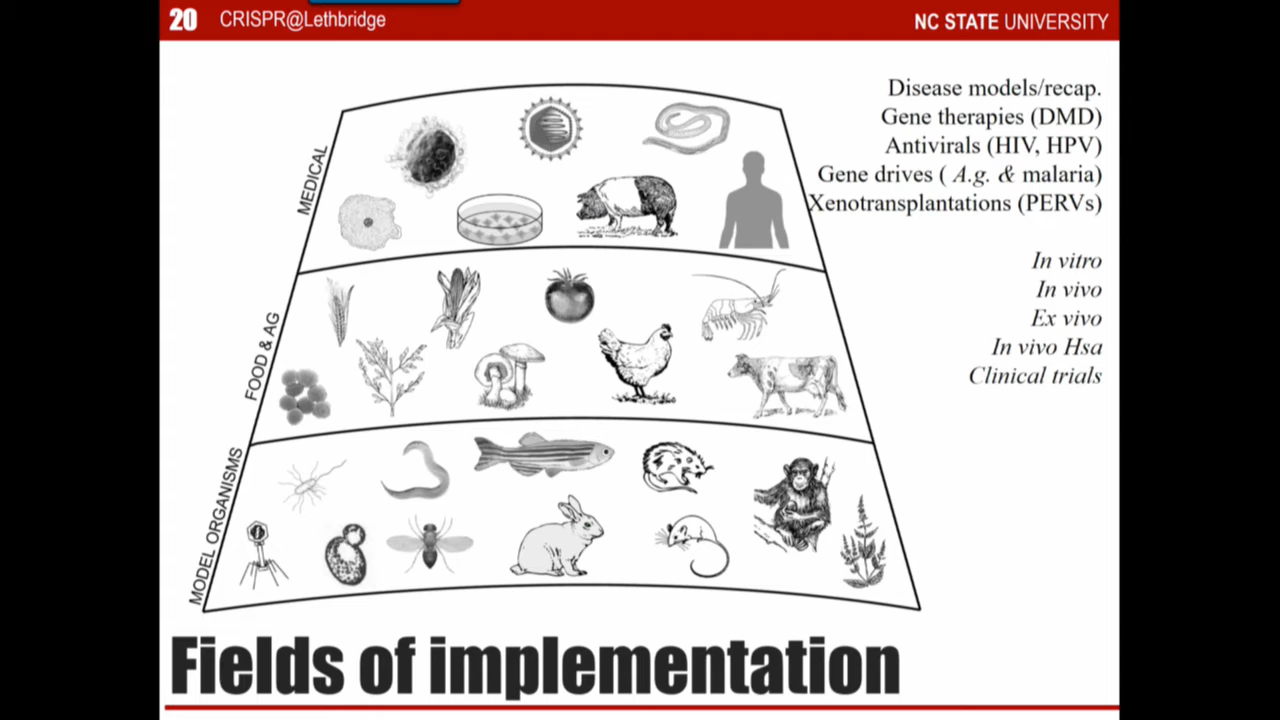 20 CRISPR@Lethbridge
NC STATE UNIVERSITY
Disease models/recap.
Gene therapies (DMD)
Antivirals (HIV, HPV)
Gene drives ( A.g. & malaria)
Xenotransplantations (PERVs)
In vitro
In vivo
Ex vivo
In vivo Hsa
Clinical trials
MEDICAL
FOOD & AG
MODEL ORGANISMS
Fields of implementation